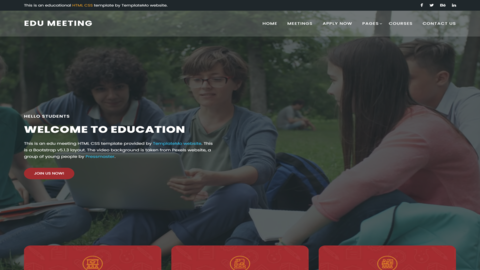 This is an educational HTML CSS template by TemplateMo website.
EDU MEETING
HOME MEETINGS APPLY NOW PAGES COURSES CONTACT US
HELLO STUDENTS
WELCOME TO EDUCATION
This is an edu meeting HTML CSS template provided by TemplateMo website. This
is a Bootstrap v5.1.3 layout. The video background is taken from Pexels website, a
group of young people by Pressmaster.
JOIN US NOW!